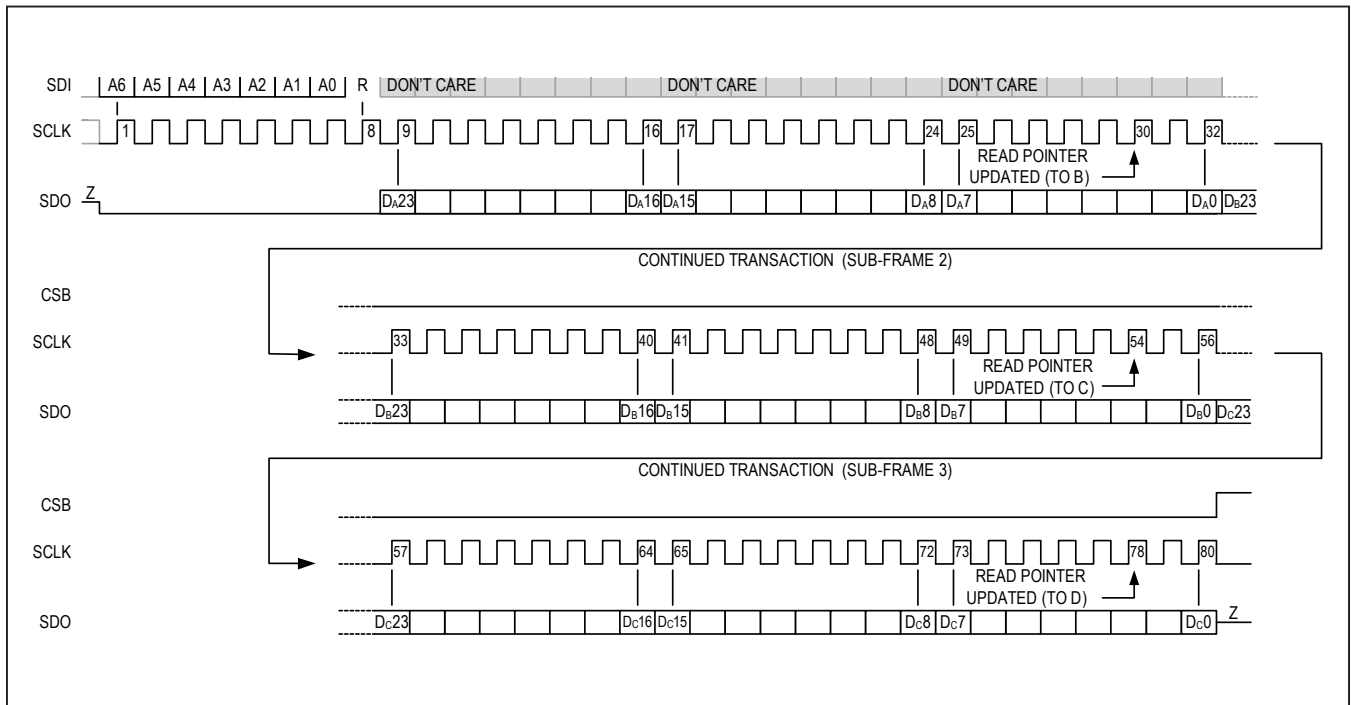 SDI A6 A5 A4 A3 A2 A1 A0 R DON'T CARE DON'T CARE DON'T CARE
SCLK 1 8 9 16 17 24 25 30 32
READ POINTER
UPDATED (TO B)
SDO Z DA23 DA16 DA15 DA8 DA7 DA0 DB23
CONTINUED TRANSACTION (SUB-FRAME 2)
CSB
SCLK 33 40 41 48 49 54 56
READ POINTER
UPDATED (TO C)
SDO DB23 DB16 DB15 DB8 DB7 DB0 DC23
CONTINUED TRANSACTION (SUB-FRAME 3)
CSB
SCLK 57 64 65 72 73 78 80
READ POINTER
UPDATED (TO D)
SDO DC23 DC16 DC15 DC8 DC7 DC0 Z